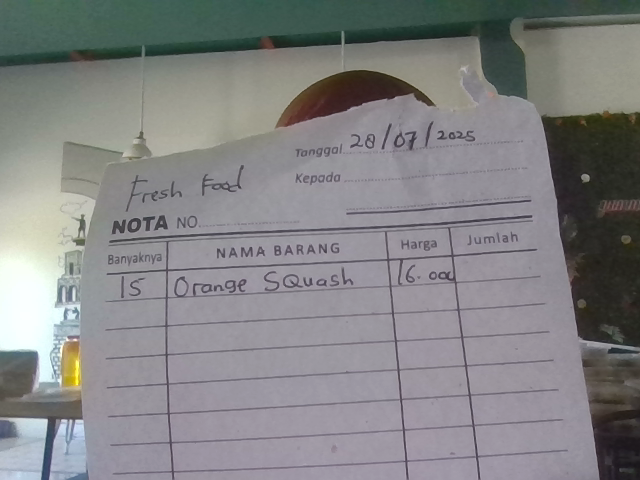 Tanggal 28/07/2025
Fresh Food
Kepada
NOTA NO.
Banyaknya NAMA BARANG Harga Jumlah
15 Orange SQuash 16.000